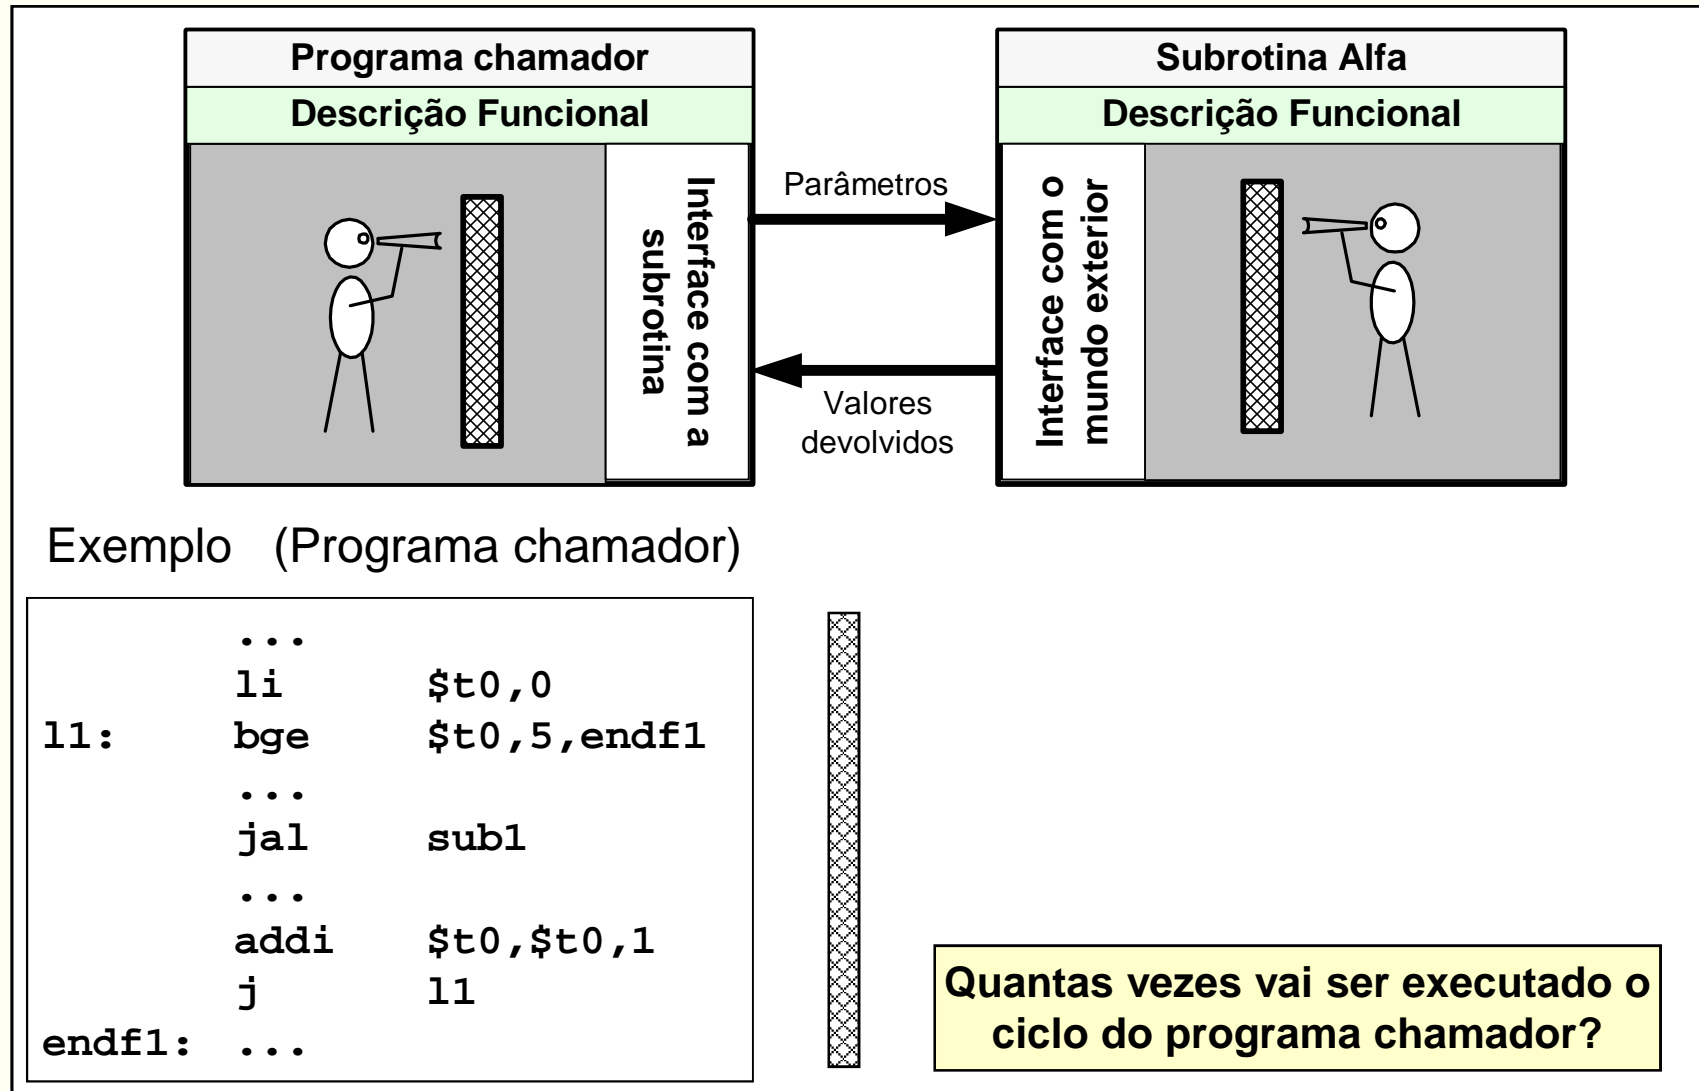 Programa chamador
Descrição Funcional
Interface com a
subrotina
Parâmetros
Valores
devolvidos
Subrotina Alfa
Descrição Funcional
Interface com o
mundo exterior
Exemplo (Programa chamador)
...
li $t0,0
l1: bge $t0,5,endf1
...
jal sub1
...
addi $t0,$t0,1
j l1
endf1: ...
Quantas vezes vai ser executado o
ciclo do programa chamador?